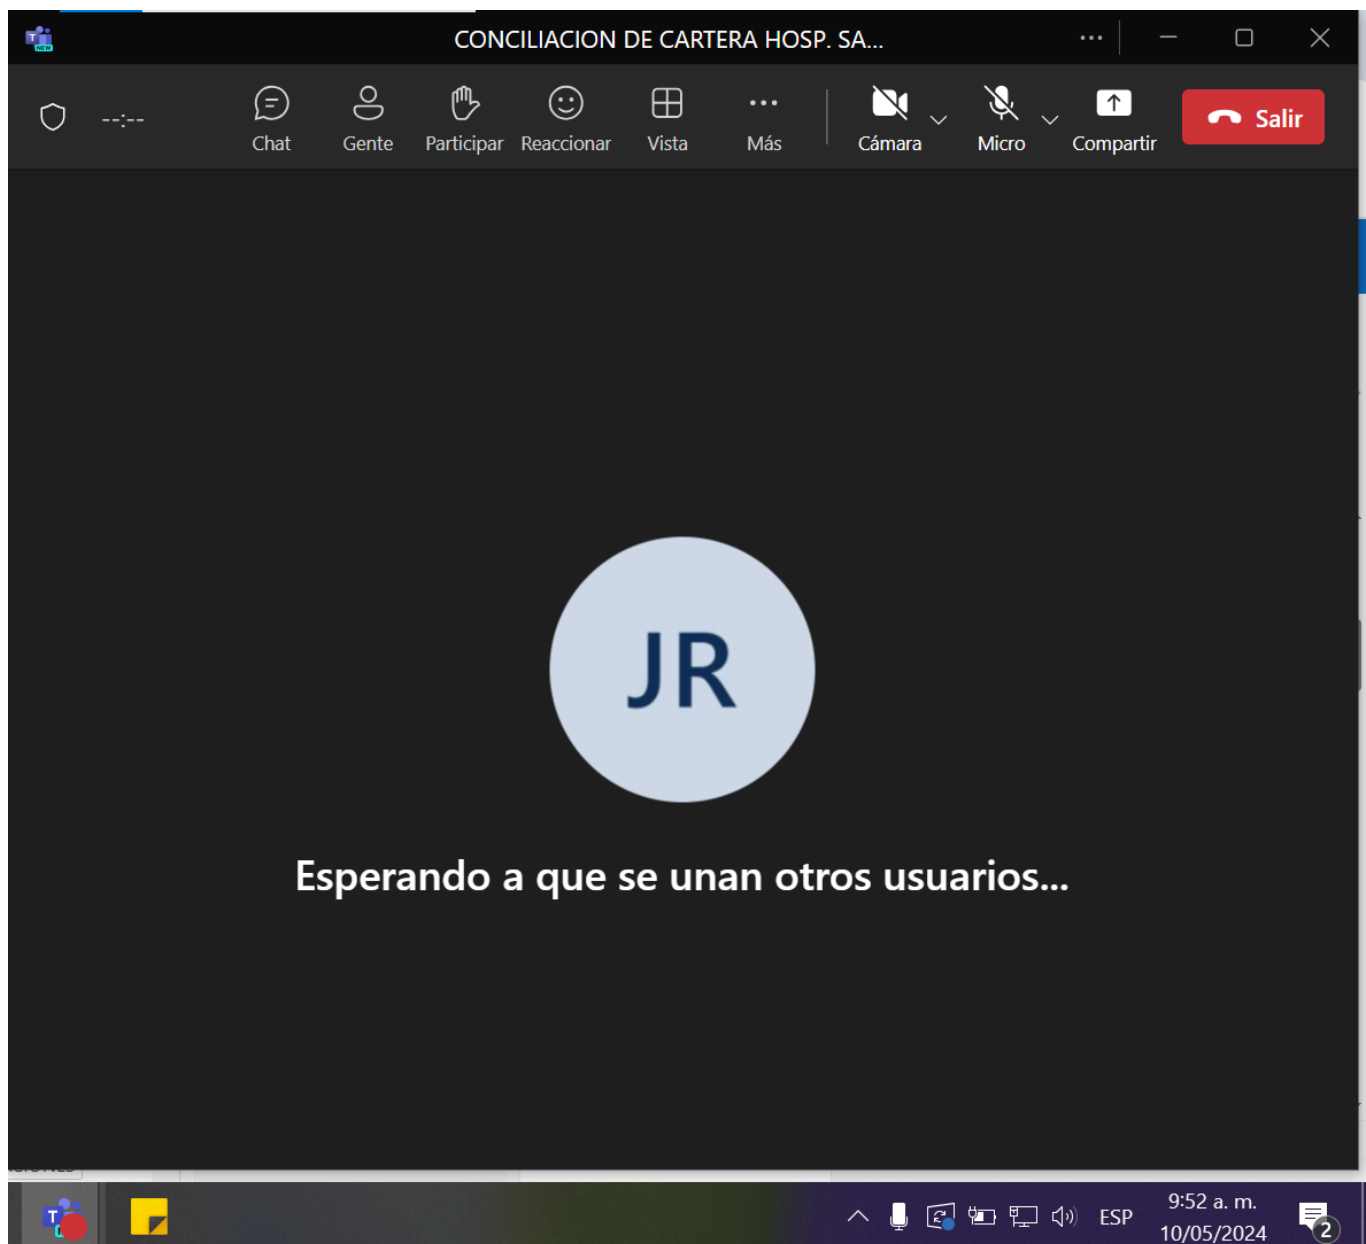 CONCILIACION DE CARTERA HOSP. SA...
--:--
Chat
Gente
Participar
Reaccionar
Vista
Más
Cámara
Micro
Compartir
Salir
JR
Esperando a que se unan otros usuarios...
ESP
9:52 a. m.
10/05/2024
2